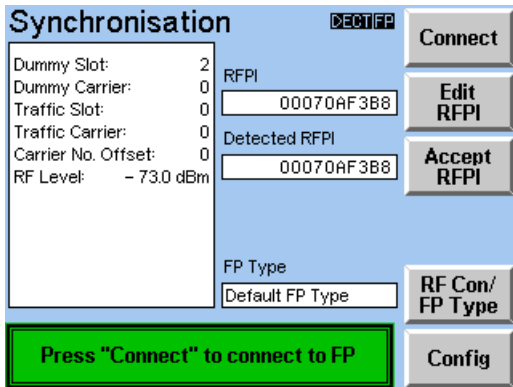 Synchronisation
DECT FP
Dummy Slot: 2
Dummy Carrier: 0
Traffic Slot: 0
Traffic Carrier: 0
Carrier No. Offset: 0
RF Level: - 73.0 dBm
RFPI
00070AF3B8
Detected RFPI
00070AF3B8
FP Type
Default FP Type
Press "Connect" to connect to FP
Connect
Edit
RFPI
Accept
RFPI
RF Con/
FP Type
Config